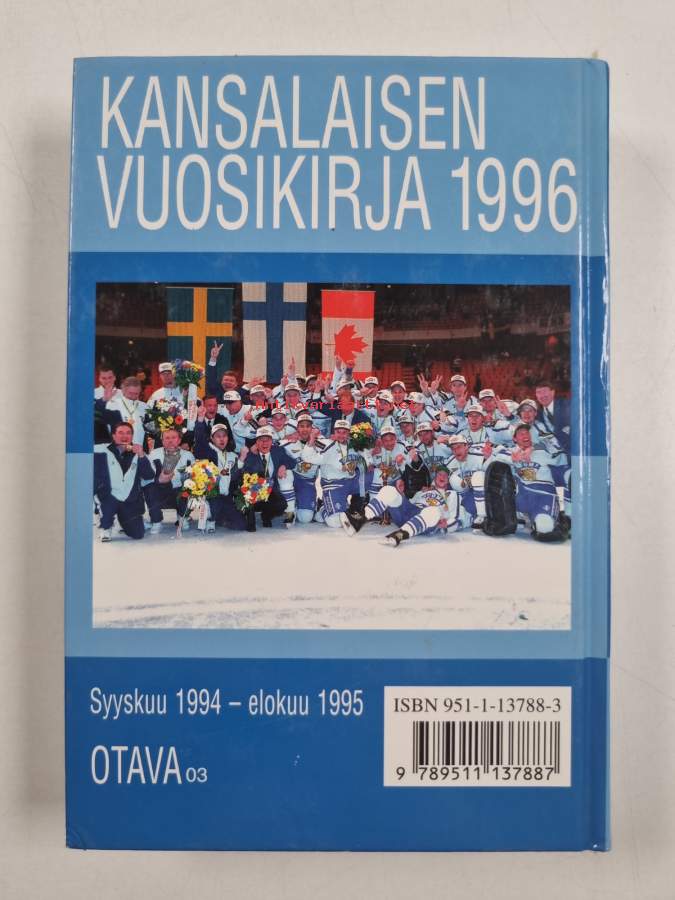 KANSALAISEN
VUOSIKIRJA 1996
Syyskuu 1994 – elokuu 1995
OTAVA 03
ISBN 951-1-13788-3
9 789511 137887